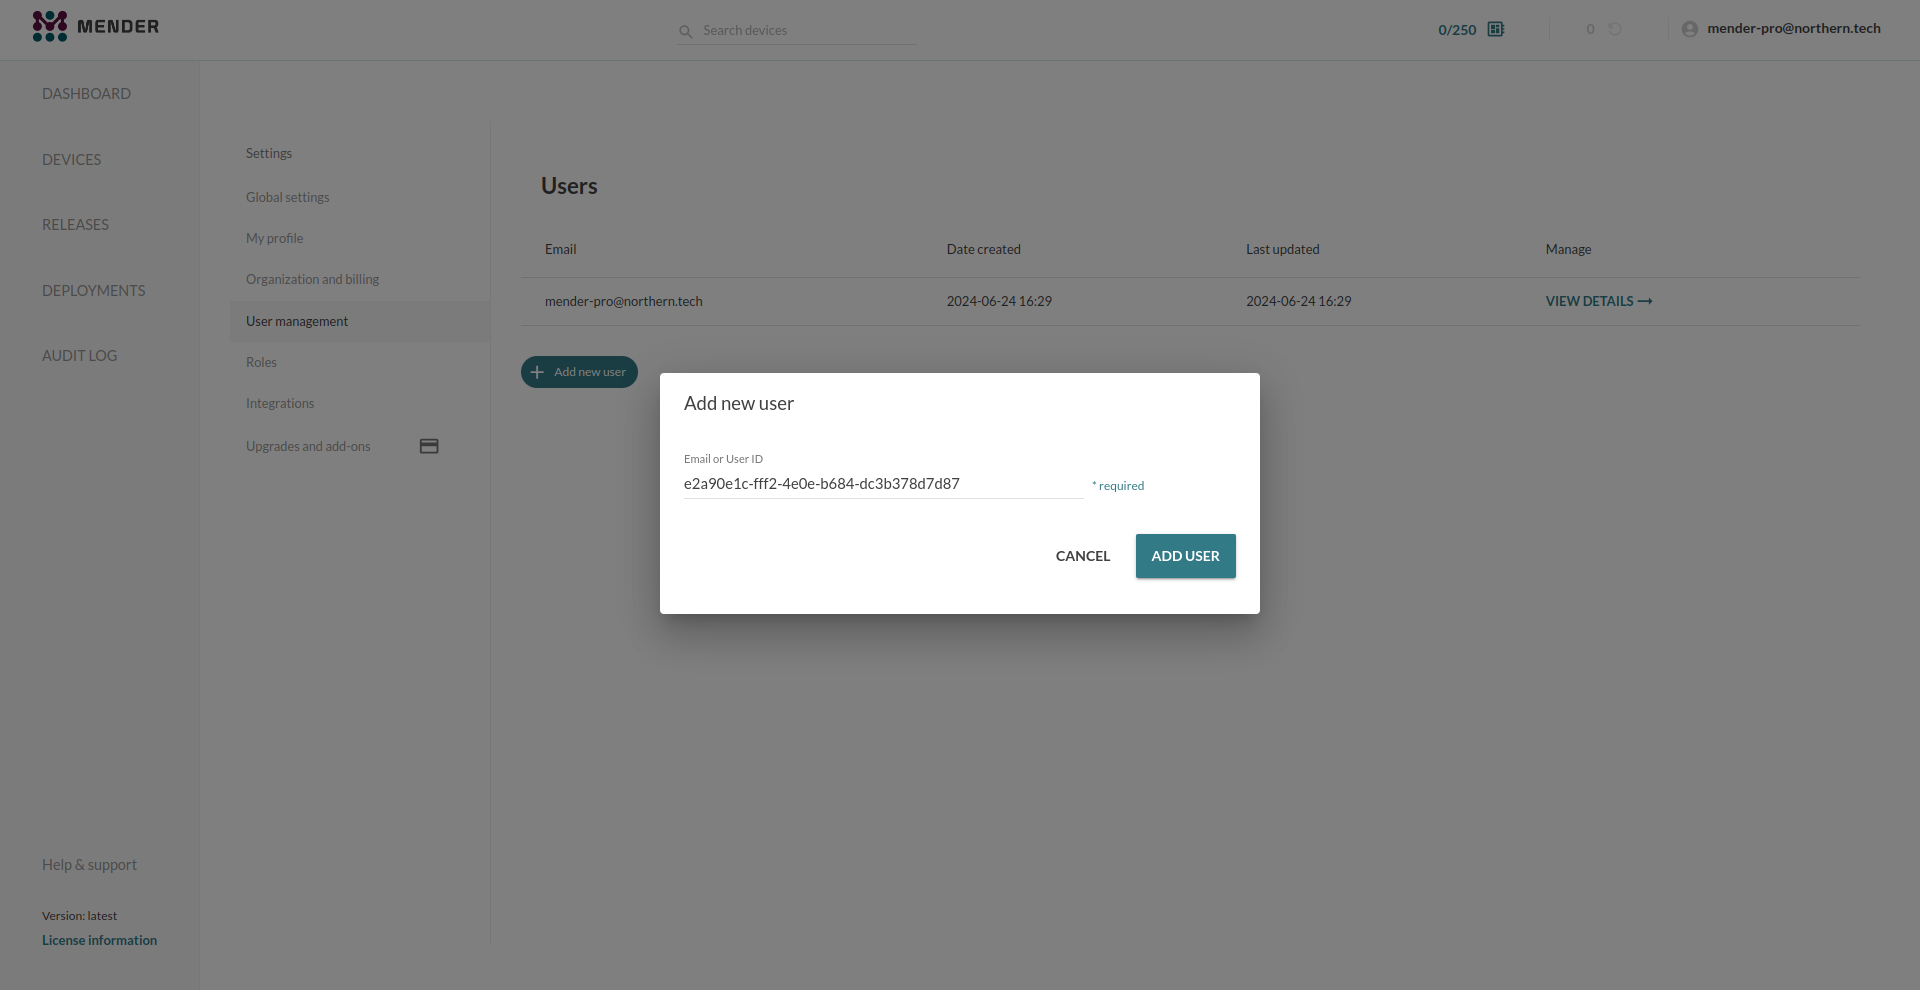 MENDER
Search devices
0/250
0
mender-pro@northern.tech
DASHBOARD
DEVICES
RELEASES
DEPLOYMENTS
AUDIT LOG
Help & support
Version: latest
License information
Settings
Global settings
My profile
Organization and billing
User management
Roles
Integrations
Upgrades and add-ons
Users
Email Date created Last updated Manage
mender-pro@northern.tech 2024-06-24 16:29 2024-06-24 16:29 VIEW DETAILS
Add new user
Add new user
Email or User ID
e2a90e1c-fff2-4e0e-b684-dc3b378d7d87 * required
CANCEL ADD USER